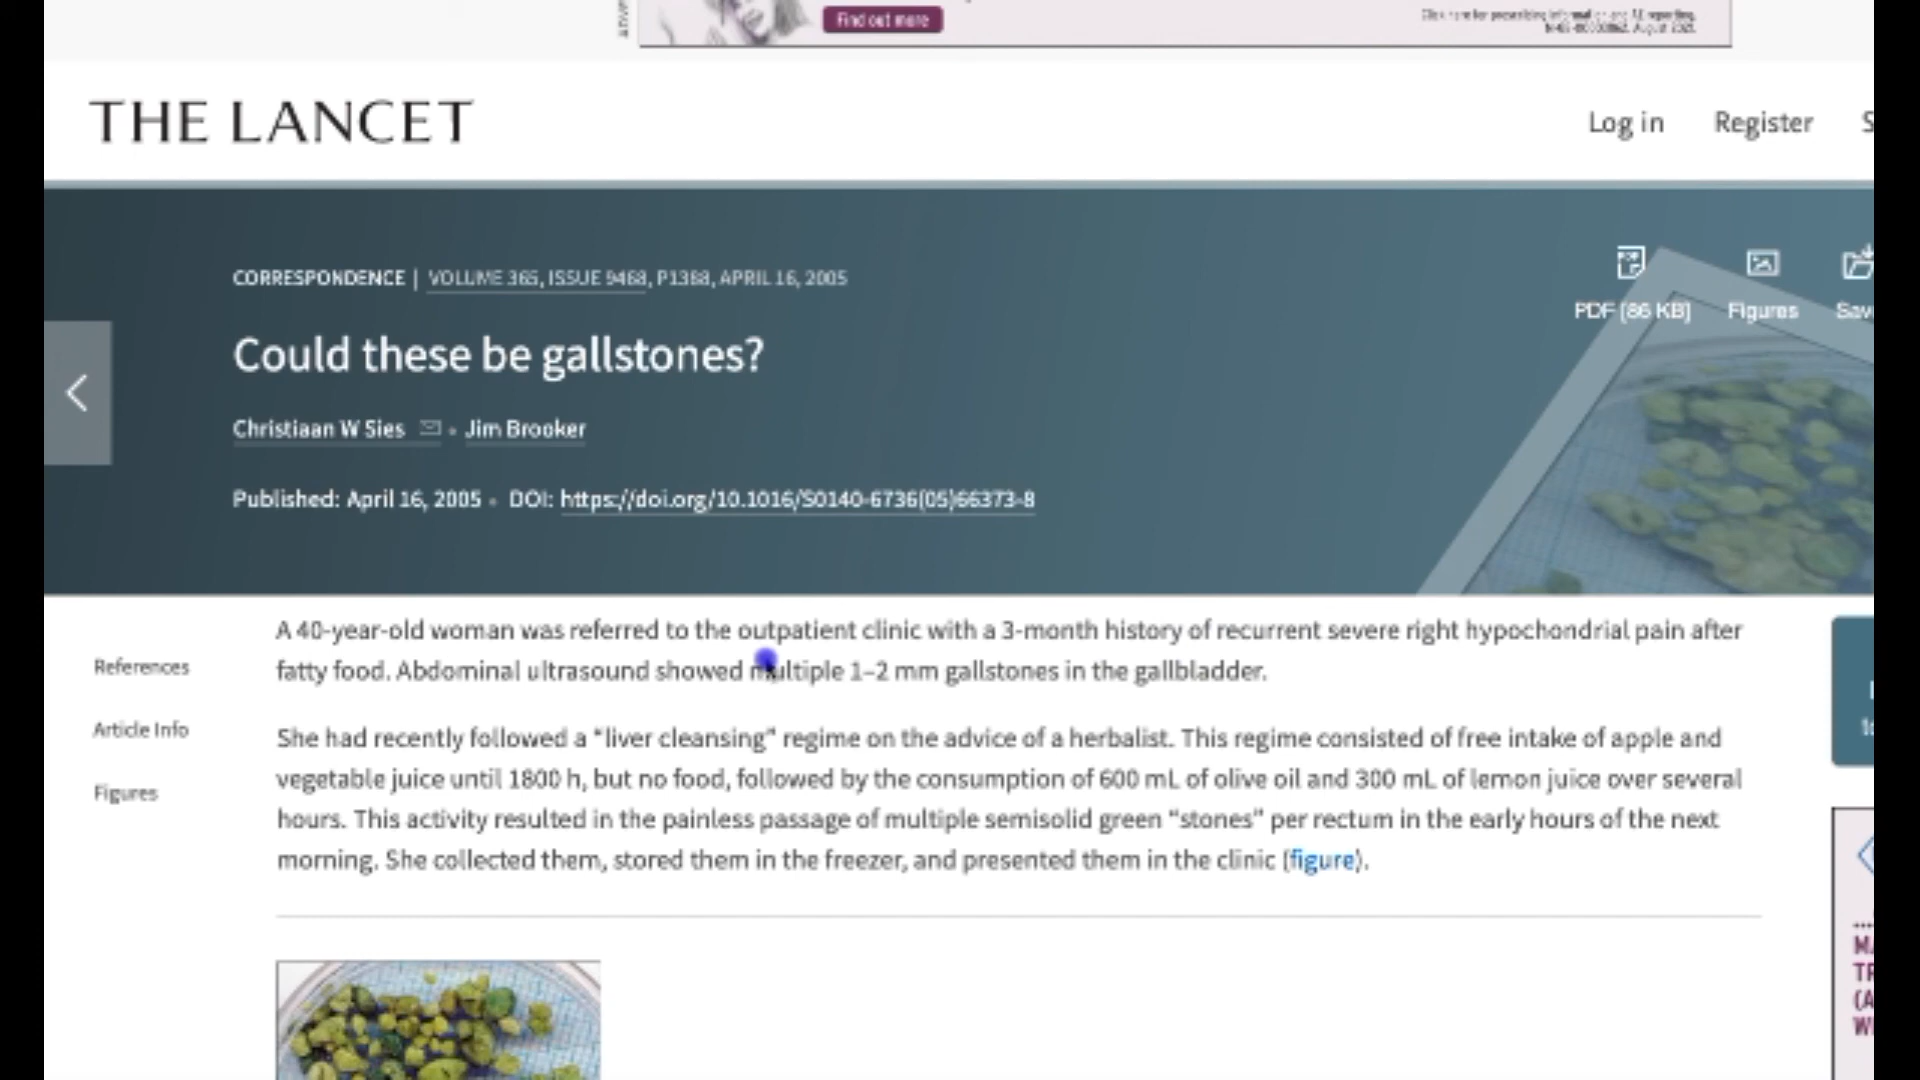 Find out more
THE LANCET
Log in
Register
CORRESPONDENCE | VOLUME 365, ISSUE 9468, P1388, APRIL 16, 2005
PDF [86 KB]
Figures
Sav
Could these be gallstones?
Christiaan W Sies • Jim Brooker
Published: April 16, 2005 • DOI: https://doi.org/10.1016/S0140-6736(05)66373-8
A 40-year-old woman was referred to the outpatient clinic with a 3-month history of recurrent severe right hypochondrial pain after
fatty food. Abdominal ultrasound showed multiple 1–2 mm gallstones in the gallbladder.
References
Article Info
Figures
She had recently followed a “liver cleansing” regime on the advice of a herbalist. This regime consisted of free intake of apple and
vegetable juice until 1800 h, but no food, followed by the consumption of 600 mL of olive oil and 300 mL of lemon juice over several
hours. This activity resulted in the painless passage of multiple semisolid green “stones” per rectum in the early hours of the next
morning. She collected them, stored them in the freezer, and presented them in the clinic (figure).